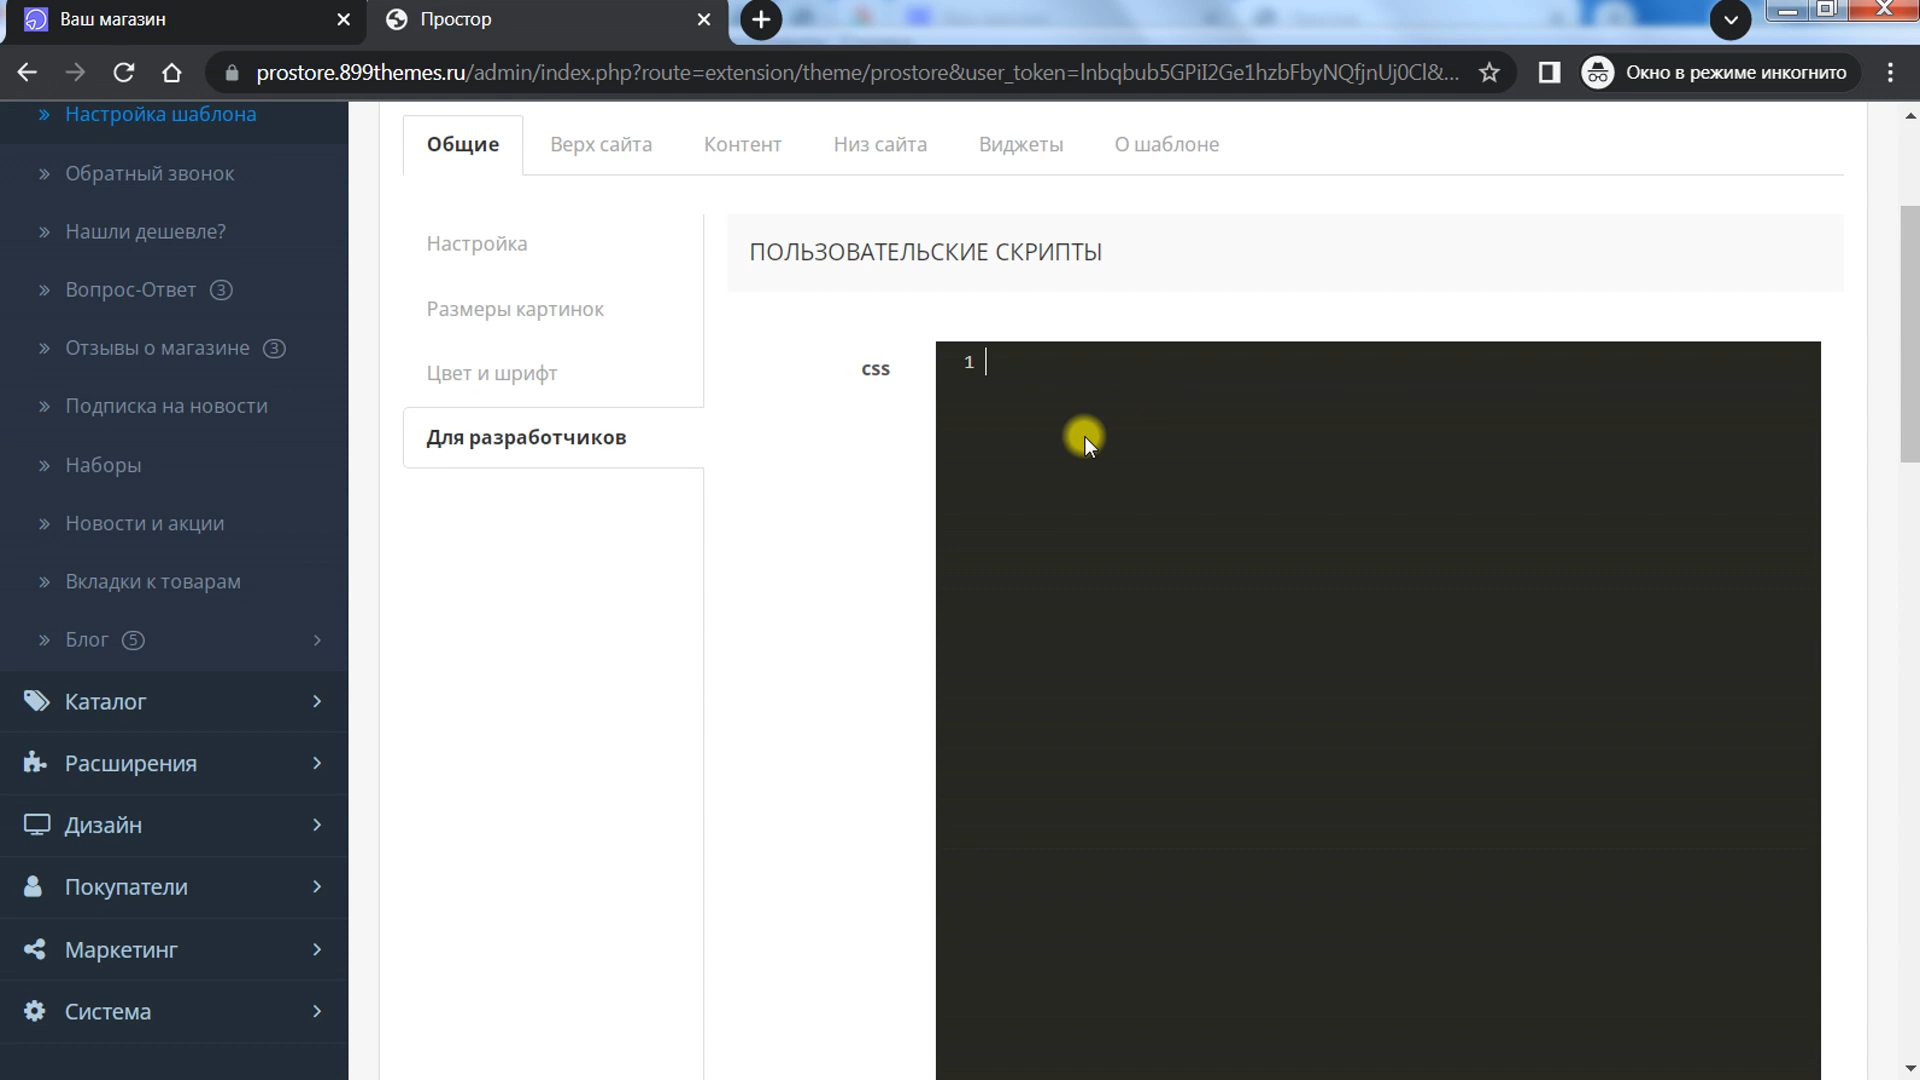 Ваш магазин
Простор
prostore.899themes.ru/admin/index.php?route=extension/theme/prostore&user_token=lnbqbub5GPiI2Ge1hzbFbyNQfjnUj0Cl&...
Окно в режиме инкогнито
Настройка шаблона
Обратный звонок
Нашли дешевле?
Вопрос-Ответ 3
Отзывы о магазине 3
Подписка на новости
Наборы
Новости и акции
Вкладки к товарам
Блог 5
Каталог
Расширения
Дизайн
Покупатели
Маркетинг
Система
Общие
Верх сайта
Контент
Низ сайта
Виджеты
О шаблоне
Настройка
Размеры картинок
Цвет и шрифт
Для разработчиков
ПОЛЬЗОВАТЕЛЬСКИЕ СКРИПТЫ
css
1